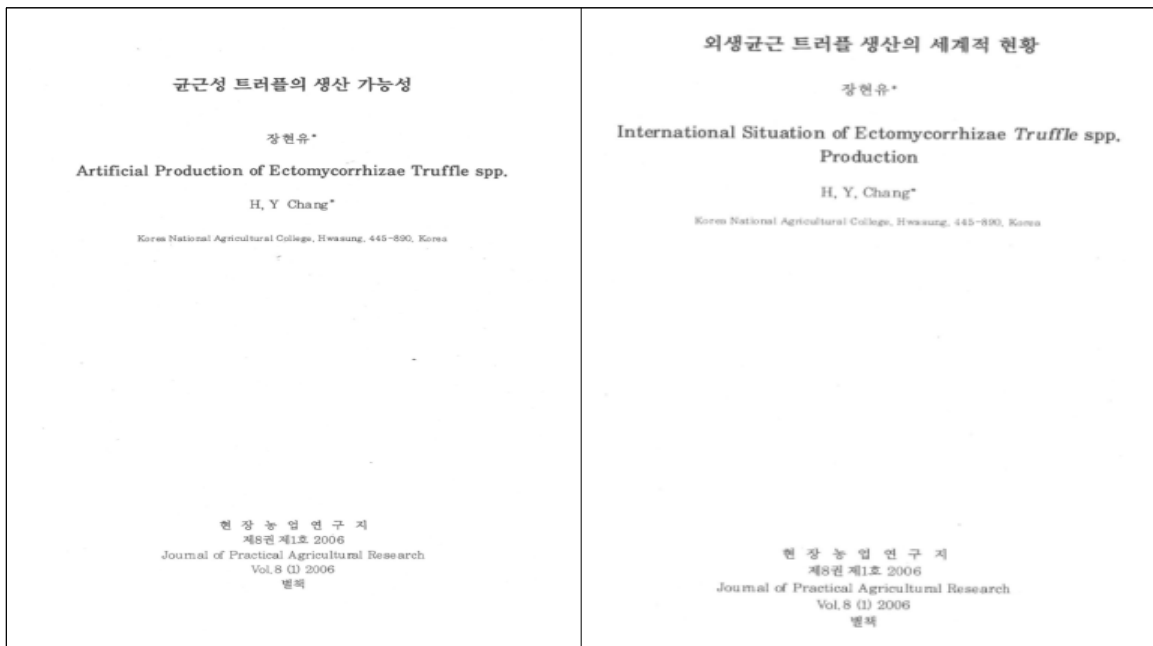 균근성 트러플의 생산 가능성
장현유*
Artificial Production of Ectomycorrhizae Truffle spp.
H, Y Chang*
Korea National Agricultural College, Hwasung, 445-890, Korea
현 장 농 업 연 구 지
제8권 제1호 2006
Journal of Practical Agricultural Research
Vol.8 (1) 2006
별책
외생균근 트러플 생산의 세계적 현황
장현유*
International Situation of Ectomycorrhizae Truffle spp.
Production
H, Y, Chang*
Korea National Agricultural College, Hwasung, 445-890, Korea
현 장 농 업 연 구 지
제8권 제1호 2006
Journal of Practical Agricultural Research
Vol.8 (1) 2006
별책